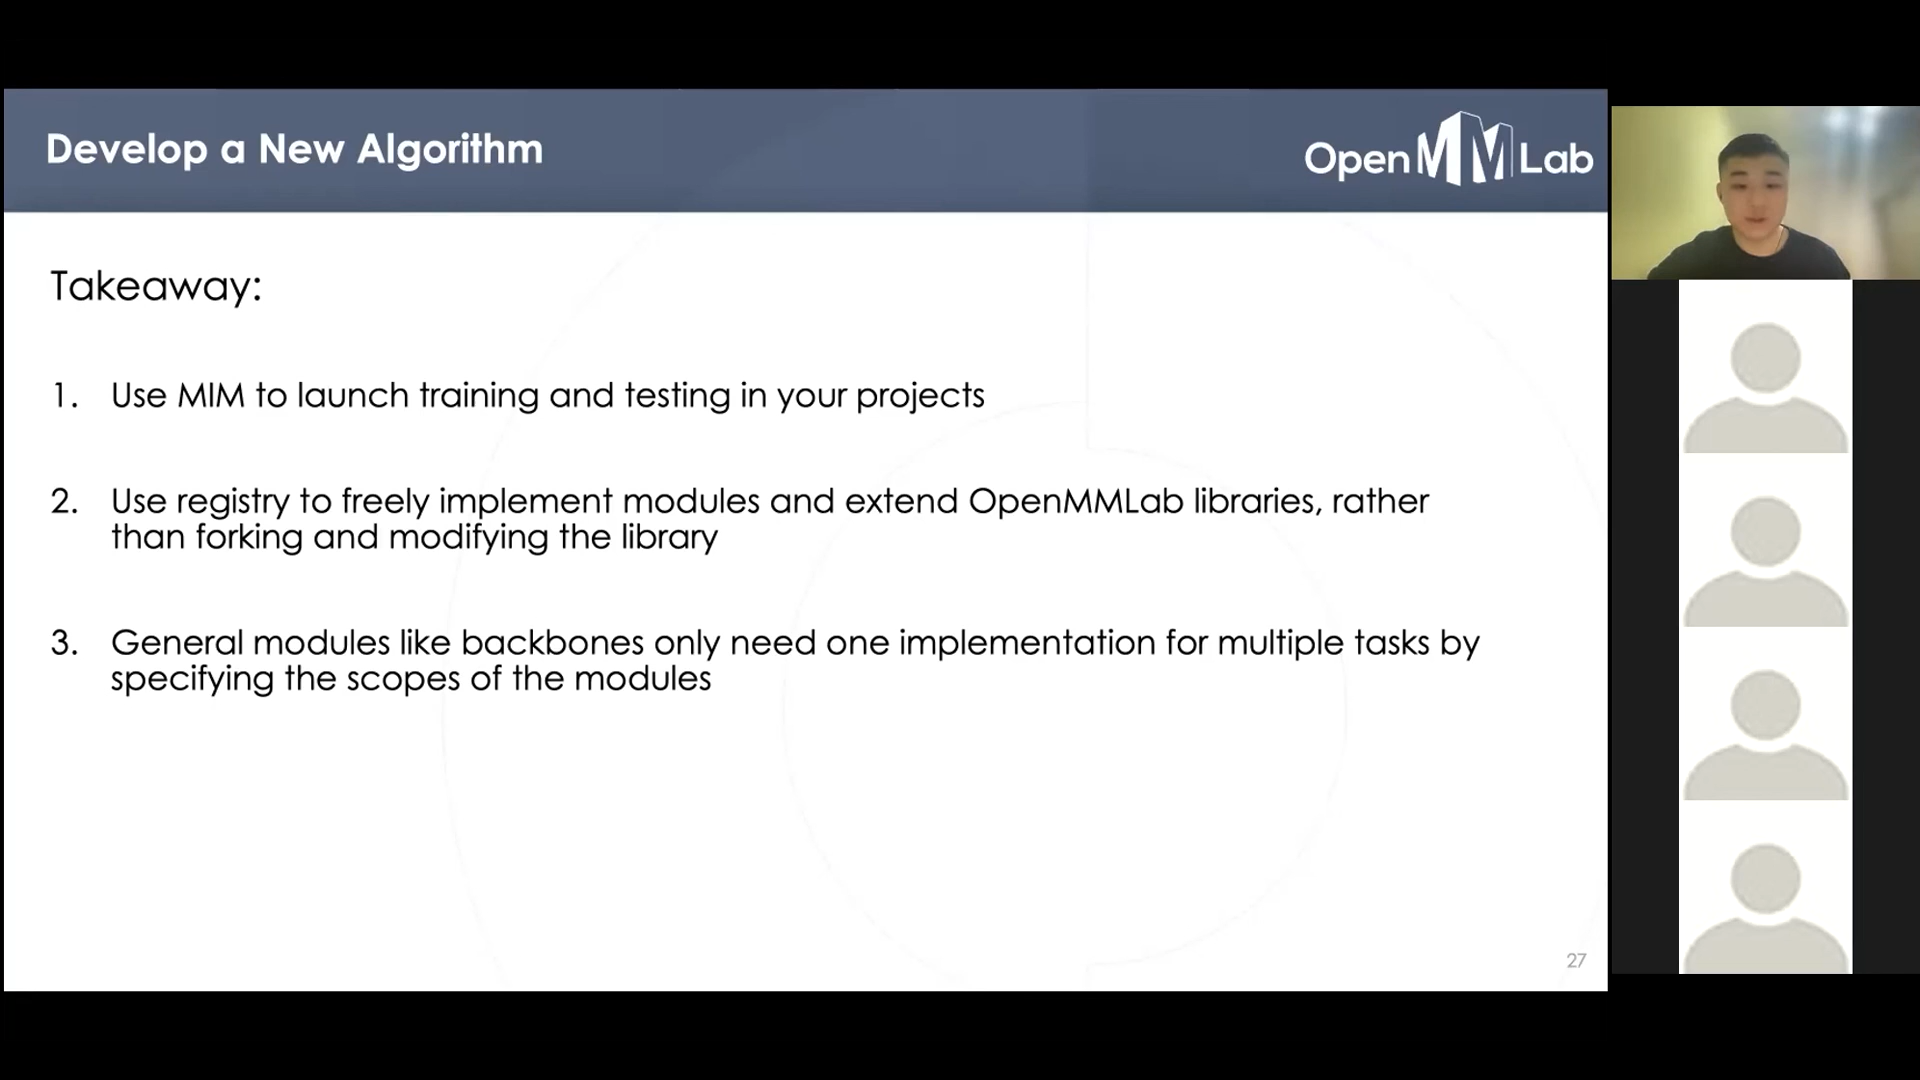 Develop a New Algorithm
OpenMMLab
Takeaway:
1. Use MIM to launch training and testing in your projects
2. Use registry to freely implement modules and extend OpenMMLab libraries, rather
than forking and modifying the library
3. General modules like backbones only need one implementation for multiple tasks by
specifying the scopes of the modules
27